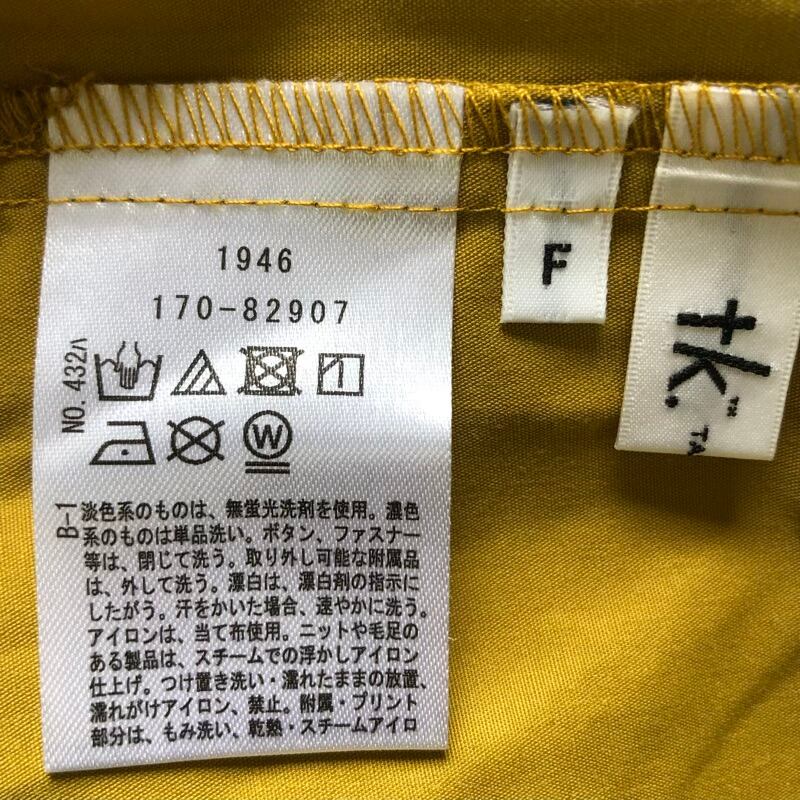 1946
170-82907
NO. 432ハ
W
B-1
淡色系のものは、無蛍光洗剤を使用。濃色
系のものは単品洗い。ボタン、ファスナー
等は、閉じて洗う。取り外し可能な附属品
は、外して洗う。漂白は、漂白剤の指示に
したがう。汗をかいた場合、速やかに洗う。
アイロンは、当て布使用。ニットや毛足の
ある製品は、スチームでの浮かしアイロン
仕上げ。つけ置き洗い・濡れたままの放置、
濡れがけアイロン、禁止。附属・プリント
部分は、もみ洗い、乾熱・スチームアイロ
F
tk.™
TA